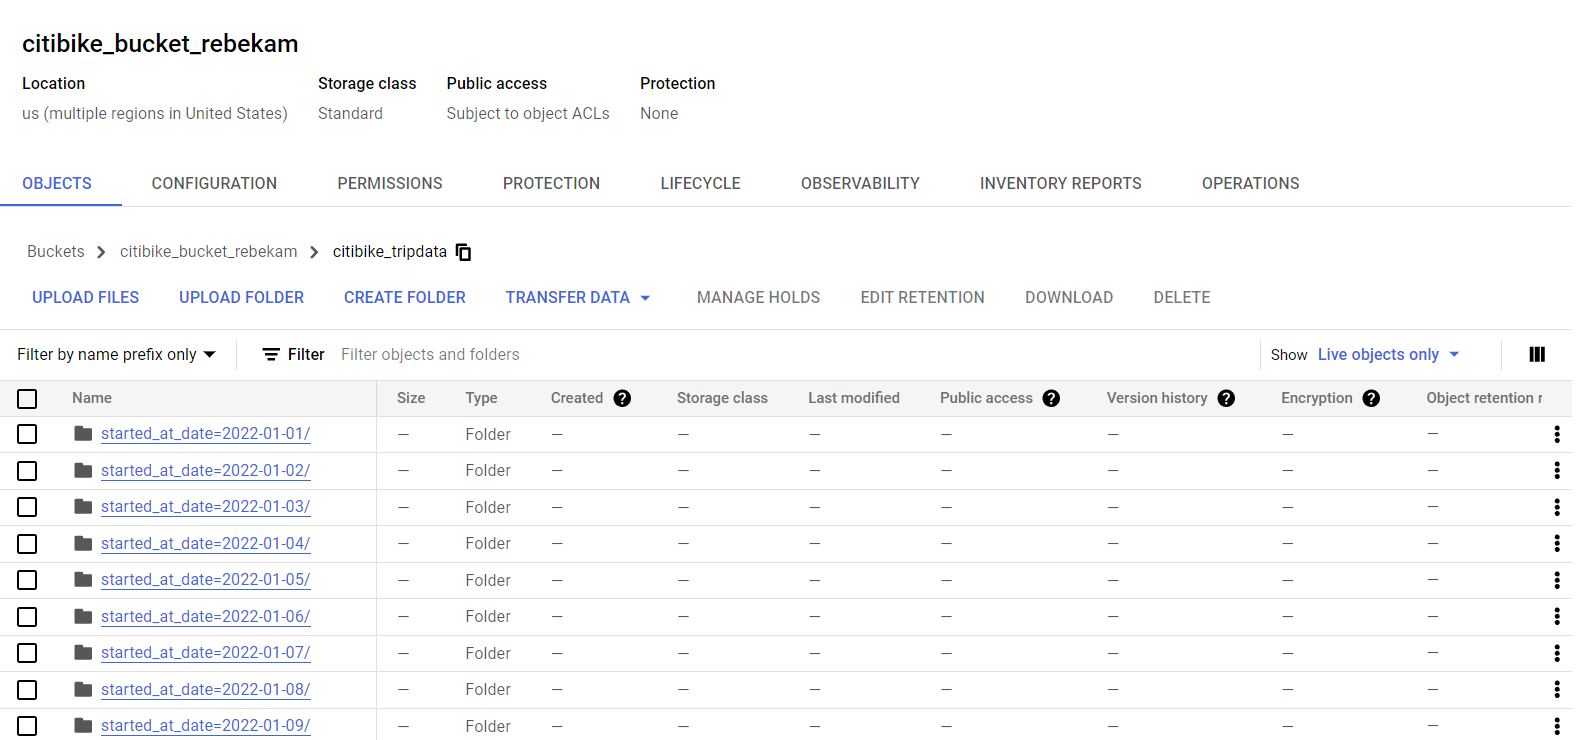 citibike_bucket_rebekam
Location Storage class Public access Protection
us (multiple regions in United States) Standard Subject to object ACLs None
OBJECTS CONFIGURATION PERMISSIONS PROTECTION LIFECYCLE OBSERVABILITY INVENTORY REPORTS OPERATIONS
Buckets > citibike_bucket_rebekam > citibike_tripdata
UPLOAD FILES UPLOAD FOLDER CREATE FOLDER TRANSFER DATA MANAGE HOLDS EDIT RETENTION DOWNLOAD DELETE
Filter by name prefix only Filter Filter objects and folders Show Live objects only
Name Size Type Created ? Storage class Last modified Public access ? Version history ? Encryption ? Object retention r
started_at_date=2022-01-01/ — Folder — — — — — — —
started_at_date=2022-01-02/ — Folder — — — — — — —
started_at_date=2022-01-03/ — Folder — — — — — — —
started_at_date=2022-01-04/ — Folder — — — — — — —
started_at_date=2022-01-05/ — Folder — — — — — — —
started_at_date=2022-01-06/ — Folder — — — — — — —
started_at_date=2022-01-07/ — Folder — — — — — — —
started_at_date=2022-01-08/ — Folder — — — — — — —
started_at_date=2022-01-09/ — Folder — — — — — — —